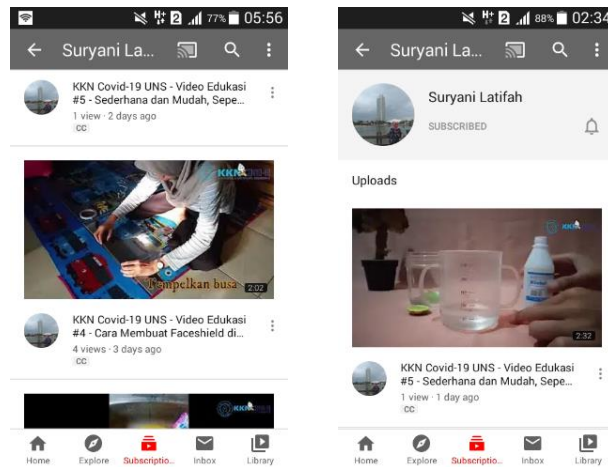 77% 05:56
Suryani La...
KKN Covid-19 UNS - Video Edukasi
#5 - Sederhana dan Mudah, Sepe...
1 view · 2 days ago
CC
KKN
Tempelkan busa
2:02
KKN Covid-19 UNS - Video Edukasi
#4 - Cara Membuat Faceshield di...
4 views · 3 days ago
CC
Home Explore Subscriptio.. Inbox Library
H+ 2 88% 02:34
Suryani Latifah
Suryani La...
SUBSCRIBED
Uploads
2:32
KKN Covid-19 UNS - Video Edukasi
#5 - Sederhana dan Mudah, Sepe...
1 view · 1 day ago
CC
Home Explore Subscriptio.. Inbox Library